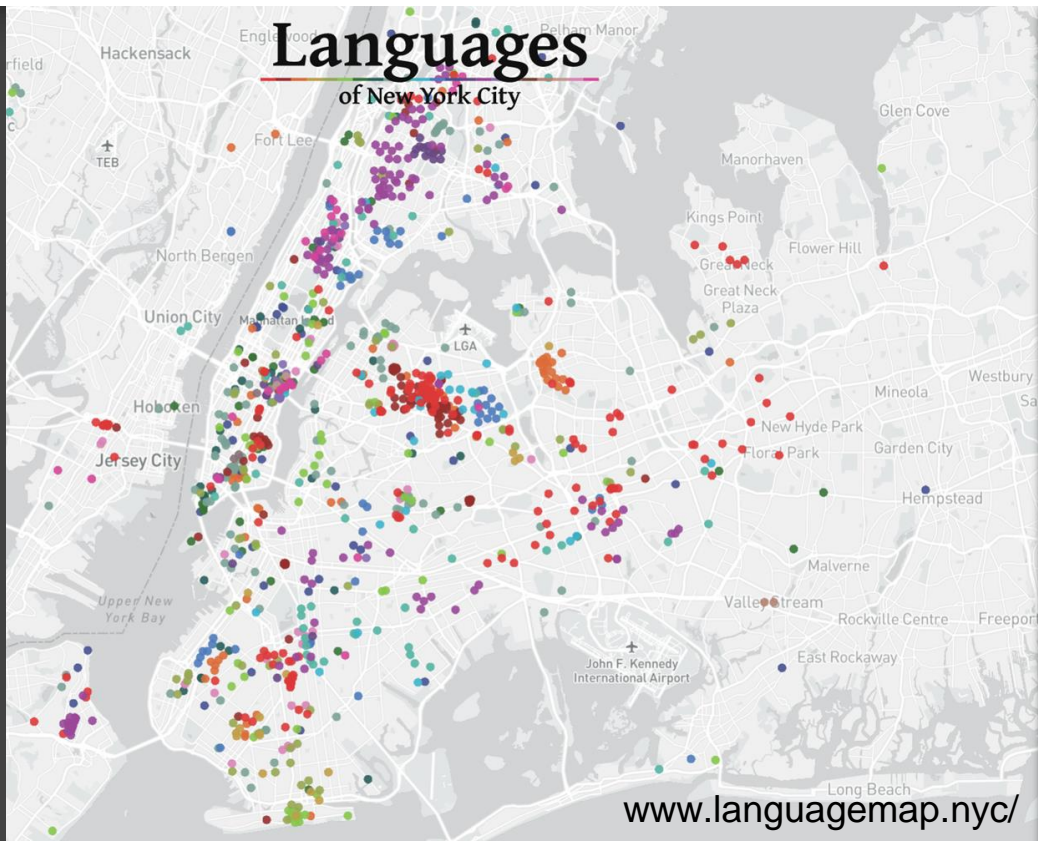 Languages
of New York City
Englewood
Pelham Manor
Hackensack
rfield
Glen Cove
Fort Lee
TEB
Manorhaven
Kings Point
North Bergen
Flower Hill
Great Neck
Great Neck
Plaza
Union City
Manhattan
LGA
Westbury
Mineola
Hoboken
New Hyde Park
Floral Park
Garden City
Jersey City
Hempstead
Malverne
Upper New
York Bay
Valley Stream
Rockville Centre
Freeport
John F. Kennedy
International Airport
East Rockaway
Long Beach
www.languagemap.nyc/